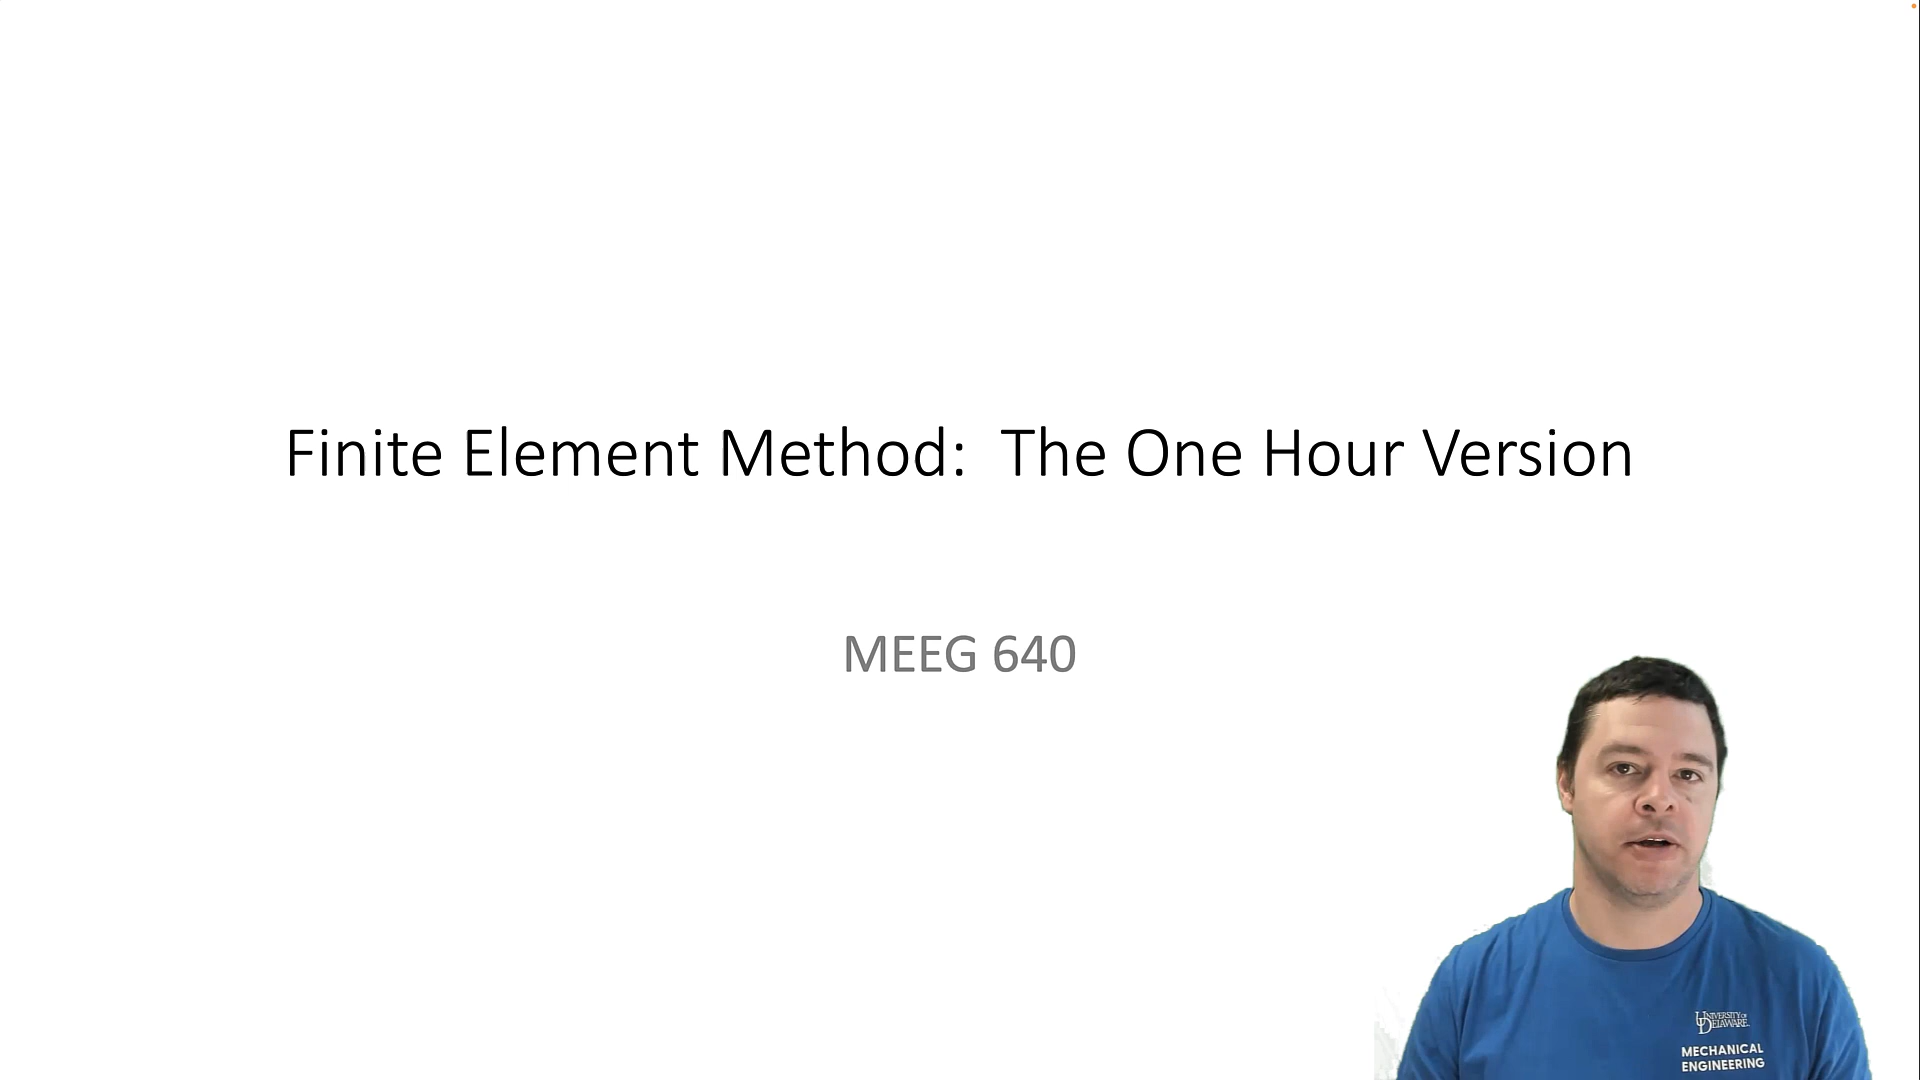 Finite Element Method: The One Hour Version
MEEG 640
UNIVERSITY OF
DELAWARE
MECHANICAL
ENGINEERING